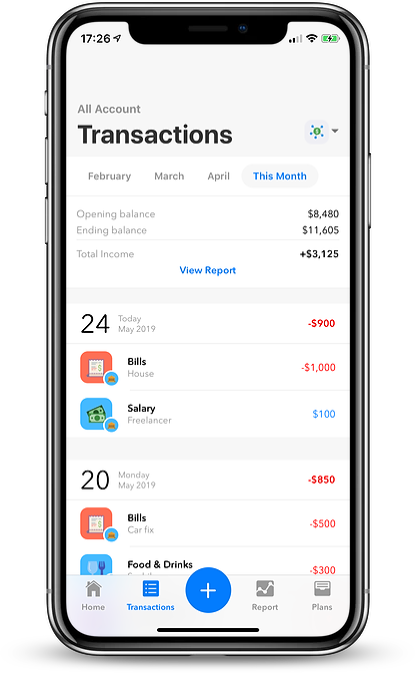 17:26
All Account
Transactions
February March April This Month
Opening balance $8,480
Ending balance $11,605
Total Income +$3,125
View Report
24 Today -$900
May 2019
Bills -$1,000
House
Salary $100
Freelancer
20 Monday -$850
May 2019
Bills -$500
Car fix
Food & Drinks -$300
Home Transactions + Report Plans